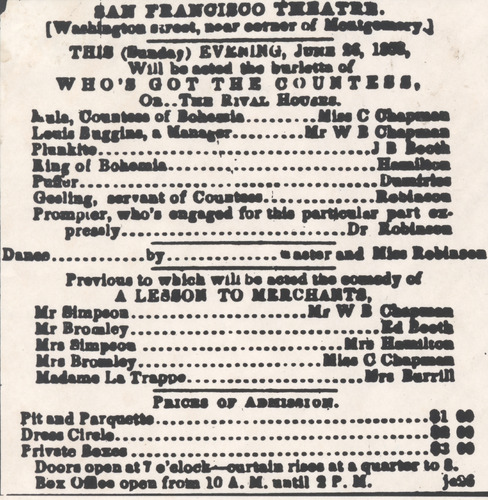 SAN FRANCISCO THEATRE.
[Washington street, near corner of Montgomery.]
THIS (Sunday) EVENING, JUNE 26, 1853,
Will be acted the burletta of
WHO'S GOT THE COUNTESS,
OR..THE RIVAL HOUSES.
Aula, Countess of Bohemia..........Miss C Chapman
Louis Buggins, a Manager..........Mr W B Chapman
Plunkite..........J B Booth
King of Bohemia..........Hamilton
Puffer..........Dumfries
Gosling, servant of Countess..........Robinson
Prompter, who's engaged for this particular part ex-
pressly..........Dr Robinson
Dance..........by..........master and Miss Robinson
Previous to which will be acted the comedy of
A LESSON TO MERCHANTS,
Mr Simpson..........Mr W B Chapman
Mr Bromley..........Ed Booth
Mrs Simpson..........Mrs Hamilton
Mrs Bromley..........Miss C Chapman
Madame La Trappe..........Mrs Burrill
PRICES OF ADMISSION.
Pit and Parquette..........$1 00
Dress Circle..........$2 00
Private Boxes..........$3 00
Doors open at 7 o'clock—curtain rises at a quarter to 8.
Box Office open from 10 A. M. until 2 P. M. je26